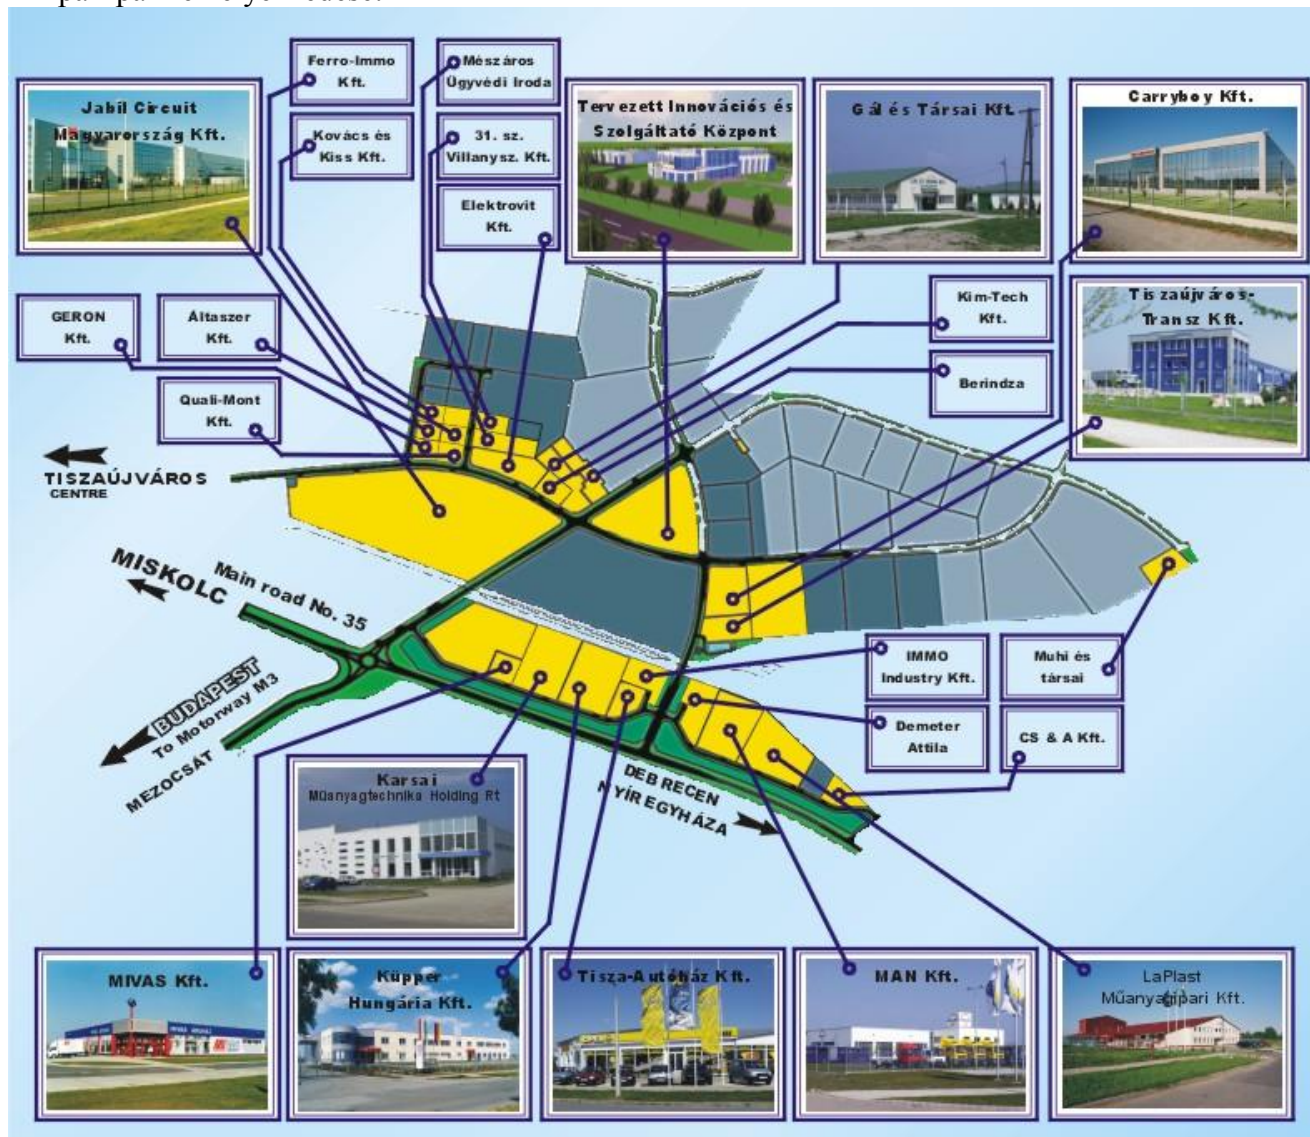 Ferro-Immo
Kft.
Mészáros
Ügyvédi Iroda
Jabil Circuit
Magyarország Kft.
Kovács és
Kiss Kft.
31. sz.
Villanysz. Kft.
Elektrovit
Kft.
Tervezett Innovációs és
Szolgáltató Központ
Gál és Társai Kft.
Carryboy Kft.
GERON
Kft.
Altaszer
Kft.
Quali-Mont
Kft.
Kim-Tech
Kft.
Berindza
Tiszaújváros-
Transz Kft.
TISZAÚJVÁROS
CENTRE
MISKOLC
Main road No. 35
BUDAPEST
To Motorway M3
MEZOCSÁT
DEBRECEN
NYÍREGYHÁZA
IMMO
Industry Kft.
Muhi és
társai
Demeter
Attila
CS & A Kft.
Karsai
Műanyagtechnika Holding Rt
MIVAS Kft.
Küpper
Hungária Kft.
Tisza-Autóház Kft.
MAN Kft.
LaPlast
Műanyagipari Kft.